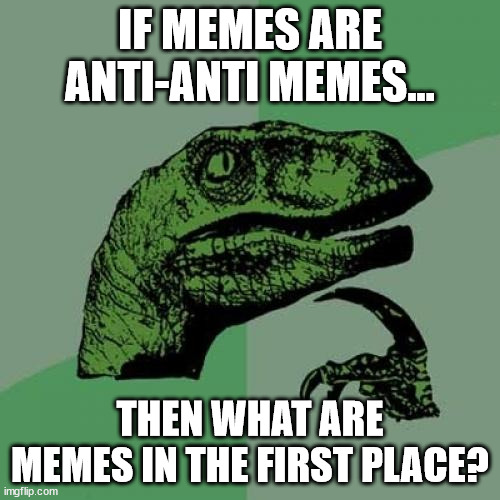 IF MEMES ARE
ANTI-ANTI MEMES...
THEN WHAT ARE
MEMES IN THE FIRST PLACE?
imgflip.com